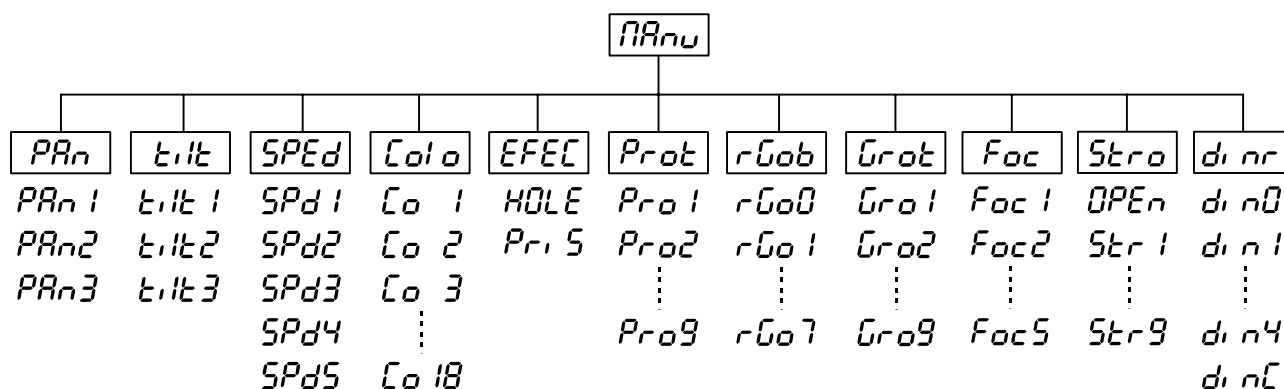 MAnu
PAn tilt SPEd Colo EFEC Prot rGob Grot Foc Stro dinr
PAn1 tilt1 SPd1 Co 1 HOLE Pro1 rGo0 Gro1 Foc1 OPEn din0
PAn2 tilt2 SPd2 Co 2 PriS Pro2 rGo1 Gro2 Foc2 Str1 din1
PAn3 tilt3 SPd3 Co 3
SPd4 Pro9 rGo7 Gro9 Foc5 Str9 din4
SPd5 Co 18 dinC